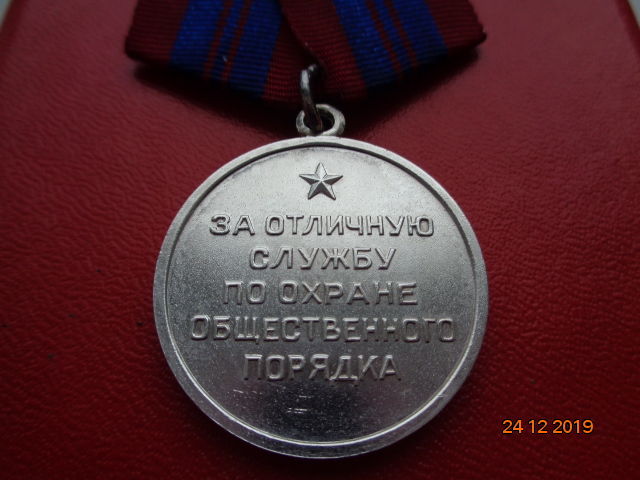 ЗА ОТЛИЧНУЮ
СЛУЖБУ
ПО ОХРАНЕ
ОБЩЕСТВЕННОГО
ПОРЯДКА
24 12 2019